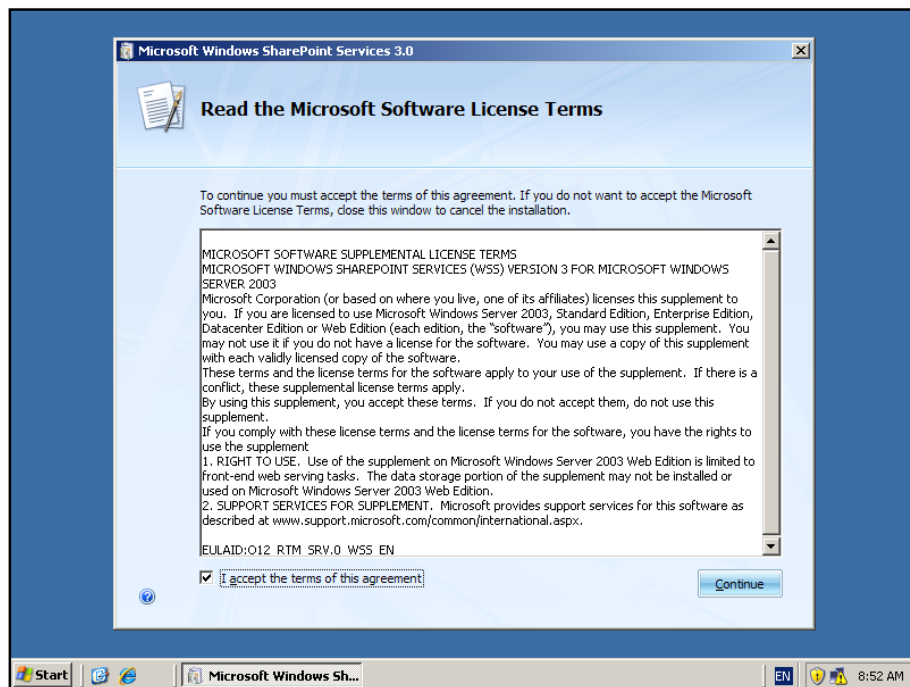 Microsoft Windows SharePoint Services 3.0
Read the Microsoft Software License Terms
To continue you must accept the terms of this agreement. If you do not want to accept the Microsoft
Software License Terms, close this window to cancel the installation.
MICROSOFT SOFTWARE SUPPLEMENTAL LICENSE TERMS
MICROSOFT WINDOWS SHAREPOINT SERVICES (WSS) VERSION 3 FOR MICROSOFT WINDOWS
SERVER 2003
Microsoft Corporation (or based on where you live, one of its affiliates) licenses this supplement to
you. If you are licensed to use Microsoft Windows Server 2003, Standard Edition, Enterprise Edition,
Datacenter Edition or Web Edition (each edition, the “software”), you may use this supplement. You
may not use it if you do not have a license for the software. You may use a copy of this supplement
with each validly licensed copy of the software.
These terms and the license terms for the software apply to your use of the supplement. If there is a
conflict, these supplemental license terms apply.
By using this supplement, you accept these terms. If you do not accept them, do not use this
supplement.
If you comply with these license terms and the license terms for the software, you have the rights to
use the supplement
1. RIGHT TO USE. Use of the supplement on Microsoft Windows Server 2003 Web Edition is limited to
front-end web serving tasks. The data storage portion of the supplement may not be installed or
used on Microsoft Windows Server 2003 Web Edition.
2. SUPPORT SERVICES FOR SUPPLEMENT. Microsoft provides support services for this software as
described at www.support.microsoft.com/common/international.aspx.
EULAID:O12_RTM_SRV.0_WSS_EN
I accept the terms of this agreement
Continue
Start
Microsoft Windows Sh...
EN
8:52 AM